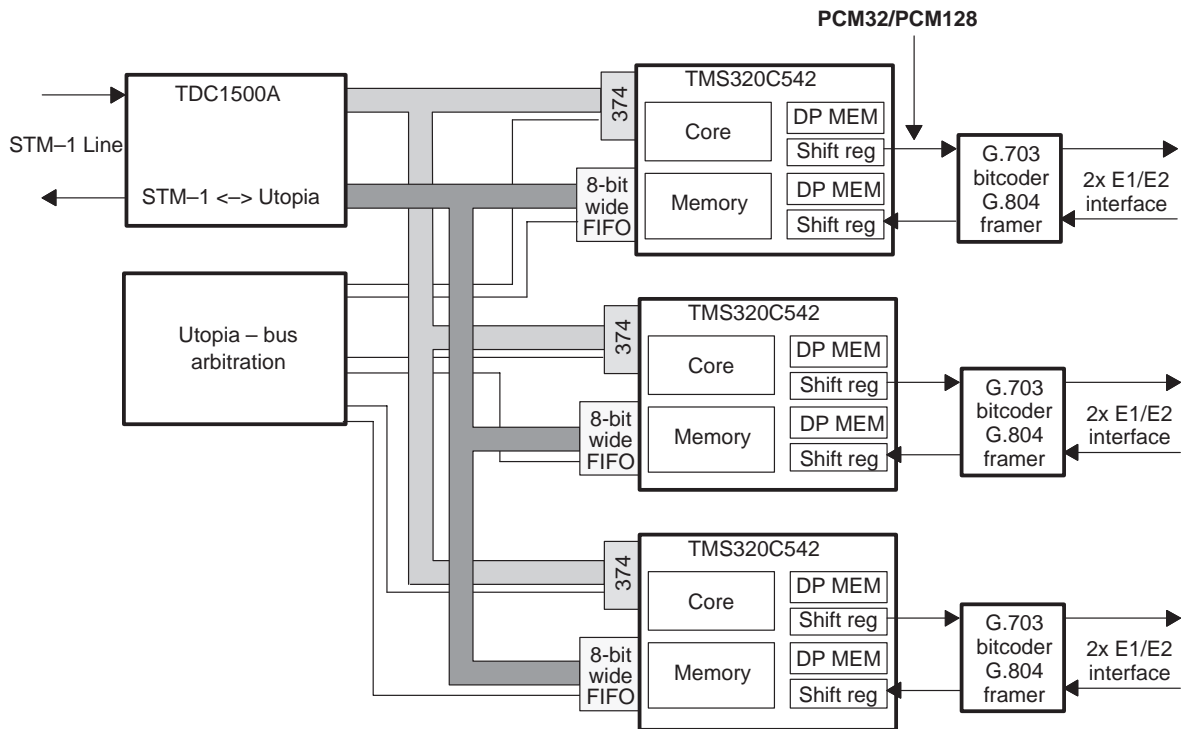 PCM32/PCM128
TDC1500A
STM–1 Line
STM–1 <–> Utopia
374
8-bit
wide
FIFO
TMS320C542
Core
Memory
DP MEM
Shift reg
DP MEM
Shift reg
G.703
bitcoder
G.804
framer
2x E1/E2
interface
Utopia – bus
arbitration
374
8-bit
wide
FIFO
TMS320C542
Core
Memory
DP MEM
Shift reg
DP MEM
Shift reg
G.703
bitcoder
G.804
framer
2x E1/E2
interface
374
8-bit
wide
FIFO
TMS320C542
Core
Memory
DP MEM
Shift reg
DP MEM
Shift reg
G.703
bitcoder
G.804
framer
2x E1/E2
interface